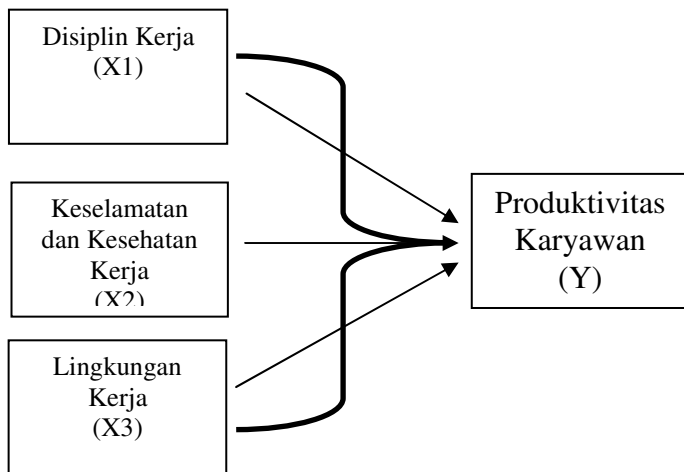 Disiplin Kerja
(X1)
Keselamatan
dan Kesehatan
Kerja
(X2)
Lingkungan
Kerja
(X3)
Produktivitas
Karyawan
(Y)